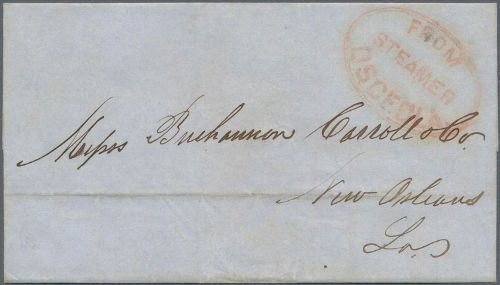 FROM
STEAMER
OSCEOLA
Messrs Buchannon Carroll & Co.
New Orleans
La.